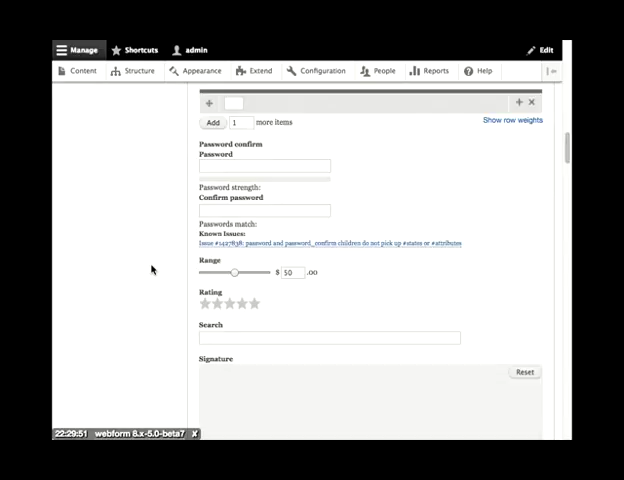 Manage Shortcuts admin Edit
Content Structure Appearance Extend Configuration People Reports Help
Add 1 more items Show row weights
Password confirm
Password
Password strength:
Confirm password
Passwords match:
Known Issues:
Issue #1427838: password and password_confirm children do not pick up #states or #attributes
Range
$ 50 .00
Rating
Search
Signature
Reset
22:29:51 webform 8.x-5.0-beta7 x